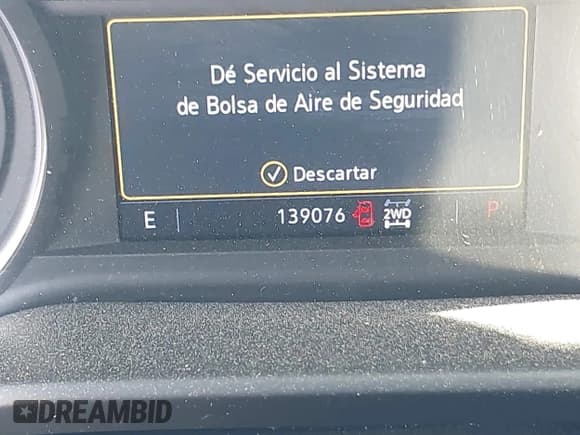 Dé Servicio al Sistema
de Bolsa de Aire de Seguridad
Descartar
E 139076 2WD P
DREAMBID